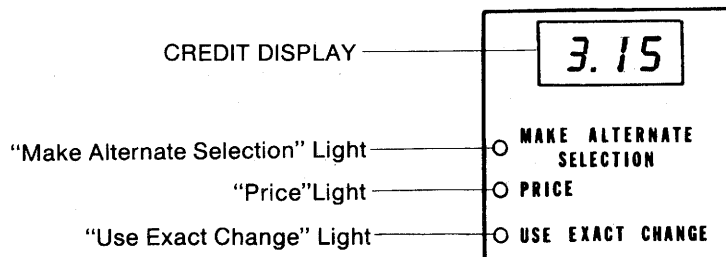 CREDIT DISPLAY
3.15
"Make Alternate Selection" Light
MAKE ALTERNATE
SELECTION
"Price"Light
PRICE
"Use Exact Change" Light
USE EXACT CHANGE